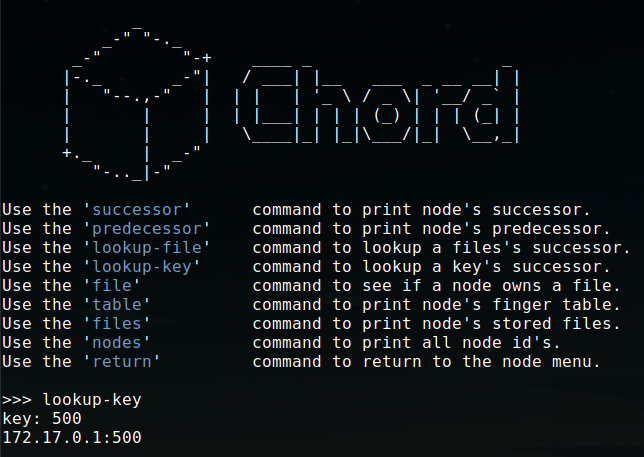 Chord
Use the 'successor' command to print node's successor.
Use the 'predecessor' command to print node's predecessor.
Use the 'lookup-file' command to lookup a files's successor.
Use the 'lookup-key' command to lookup a key's successor.
Use the 'file' command to see if a node owns a file.
Use the 'table' command to print node's finger table.
Use the 'files' command to print node's stored files.
Use the 'nodes' command to print all node id's.
Use the 'return' command to return to the node menu.
>>> lookup-key
key: 500
172.17.0.1:500